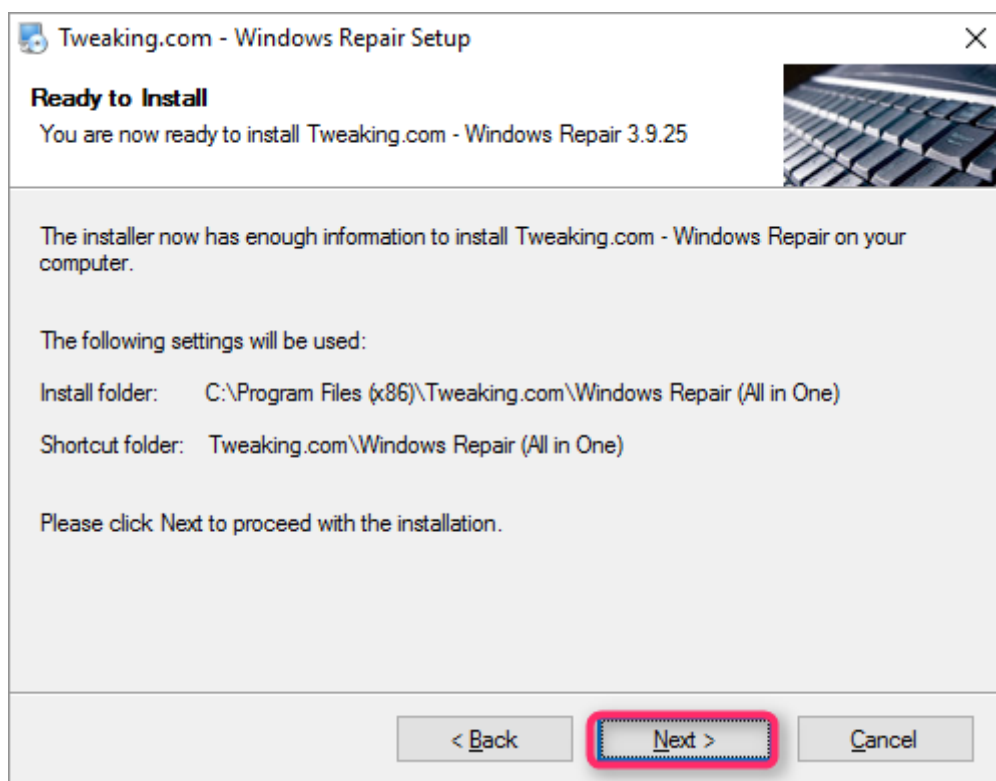 Tweaking.com - Windows Repair Setup
Ready to Install
You are now ready to install Tweaking.com - Windows Repair 3.9.25
The installer now has enough information to install Tweaking.com - Windows Repair on your
computer.
The following settings will be used:
Install folder: C:\Program Files (x86)\Tweaking.com\Windows Repair (All in One)
Shortcut folder: Tweaking.com\Windows Repair (All in One)
Please click Next to proceed with the installation.
< Back Next > Cancel